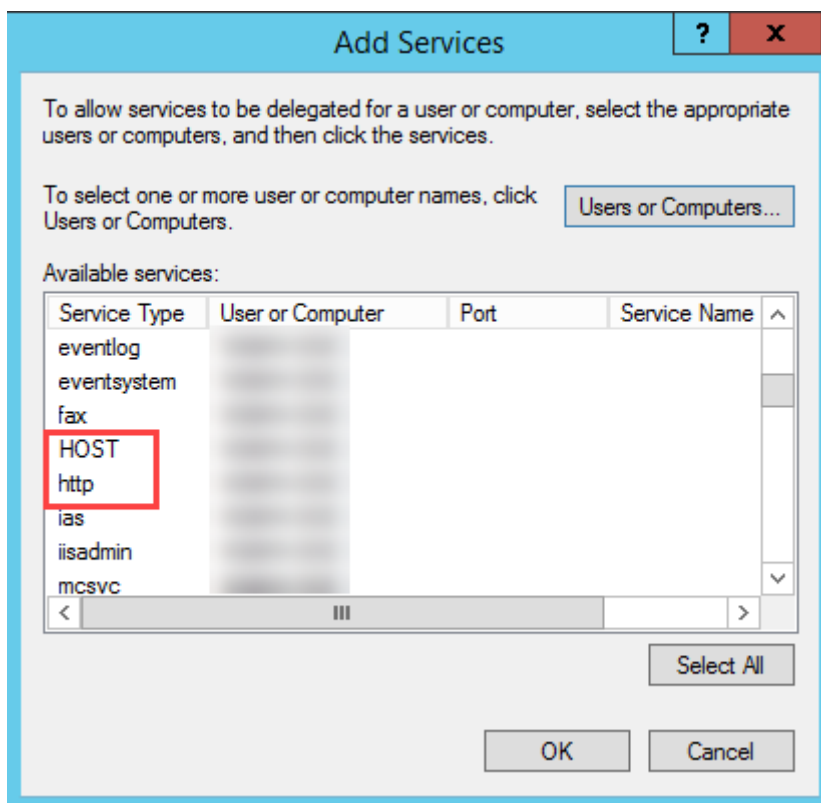 Add Services
?
x
To allow services to be delegated for a user or computer, select the appropriate
users or computers, and then click the services.
To select one or more user or computer names, click
Users or Computers.
Users or Computers...
Available services:
Service Type User or Computer Port Service Name
eventlog
eventsystem
fax
HOST
http
ias
iisadmin
mcsvc
Select All
OK Cancel